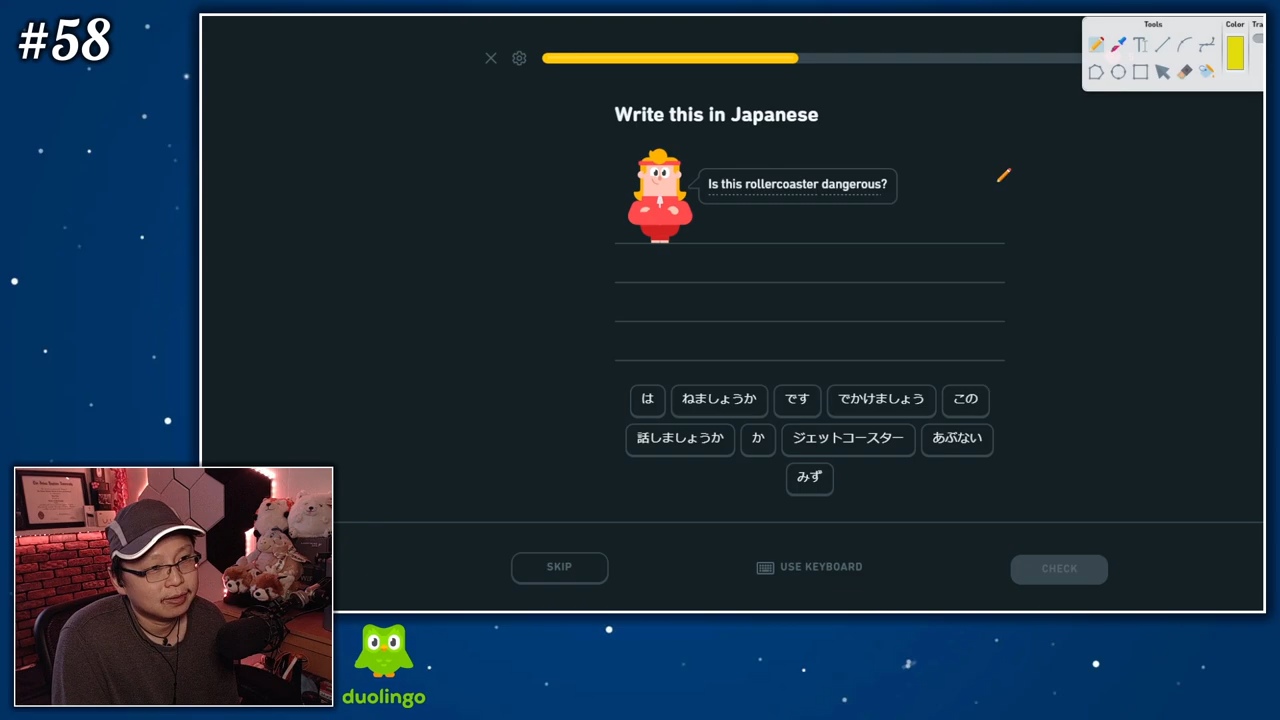 #58
Tools
Color
Tra
Write this in Japanese
Is this rollercoaster dangerous?
は ねましょうか です でかけましょう この
話しましょうか か ジェットコースター あぶない
みず
SKIP
USE KEYBOARD
CHECK
duolingo